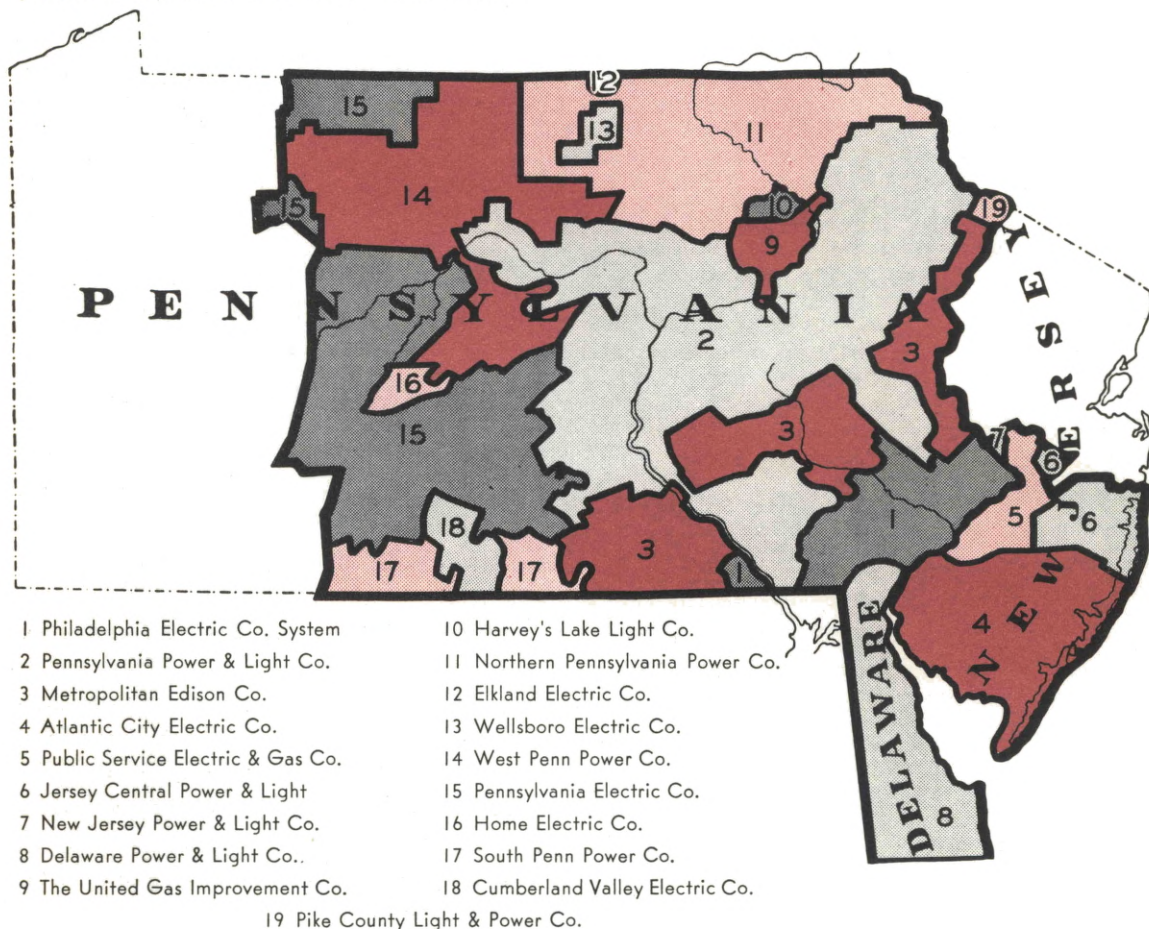 12
15
13
11
14
15
10
19
9
PENNSYLVANIA
2
3
16
15
3
7
6
18
1
5
6
17
17
3
1
4
NEW JERSEY
DELAWARE
8
1 Philadelphia Electric Co. System
2 Pennsylvania Power & Light Co.
3 Metropolitan Edison Co.
4 Atlantic City Electric Co.
5 Public Service Electric & Gas Co.
6 Jersey Central Power & Light
7 New Jersey Power & Light Co.
8 Delaware Power & Light Co..
9 The United Gas Improvement Co.
10 Harvey's Lake Light Co.
11 Northern Pennsylvania Power Co.
12 Elkland Electric Co.
13 Wellsboro Electric Co.
14 West Penn Power Co.
15 Pennsylvania Electric Co.
16 Home Electric Co.
17 South Penn Power Co.
18 Cumberland Valley Electric Co.
19 Pike County Light & Power Co.